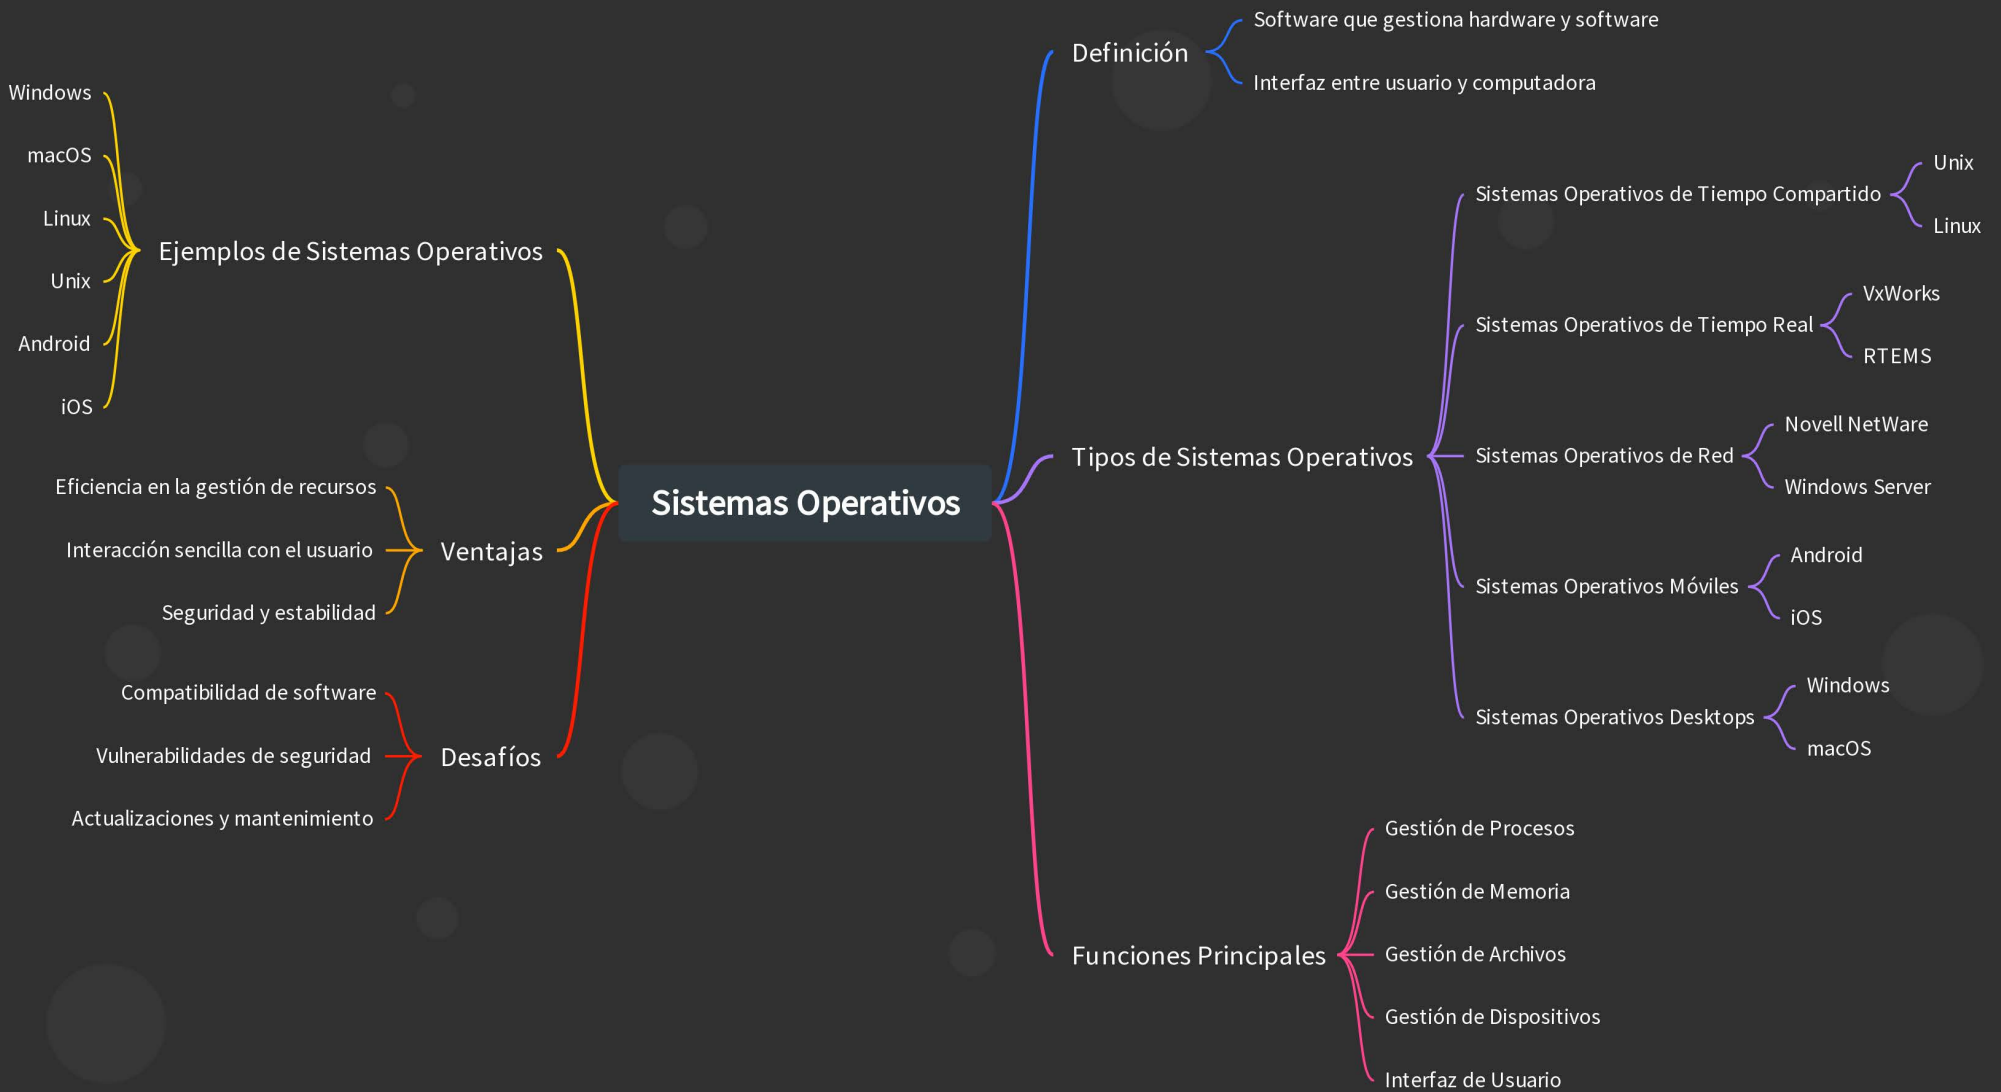 Sistemas Operativos
Definición
Software que gestiona hardware y software
Interfaz entre usuario y computadora
Tipos de Sistemas Operativos
Sistemas Operativos de Tiempo Compartido
Unix
Linux
Sistemas Operativos de Tiempo Real
VxWorks
RTEMS
Sistemas Operativos de Red
Novell NetWare
Windows Server
Sistemas Operativos Móviles
Android
iOS
Sistemas Operativos Desktops
Windows
macOS
Funciones Principales
Gestión de Procesos
Gestión de Memoria
Gestión de Archivos
Gestión de Dispositivos
Interfaz de Usuario
Ejemplos de Sistemas Operativos
Windows
macOS
Linux
Unix
Android
iOS
Ventajas
Eficiencia en la gestión de recursos
Interacción sencilla con el usuario
Seguridad y estabilidad
Desafíos
Compatibilidad de software
Vulnerabilidades de seguridad
Actualizaciones y mantenimiento